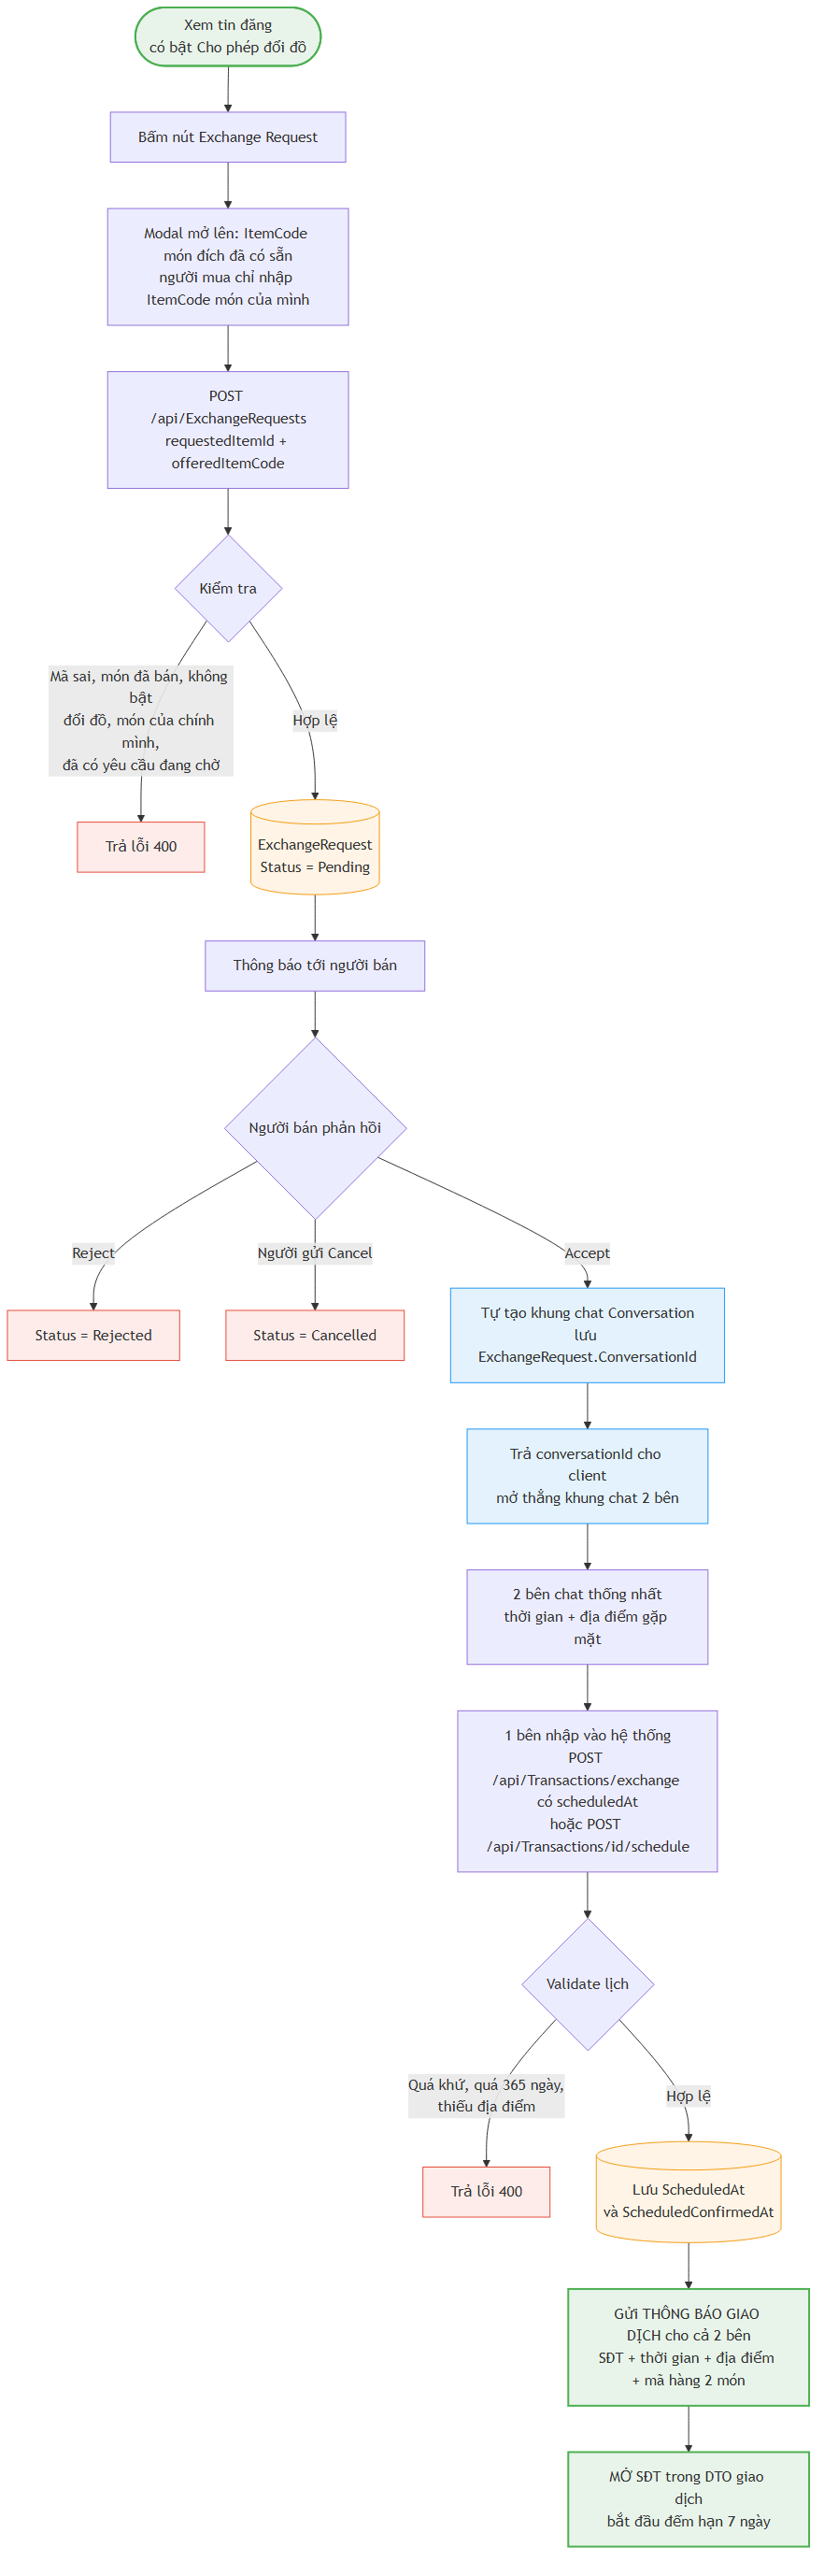 Xem tin đăng
có bật Cho phép đổi đồ
Bấm nút Exchange Request
Modal mở lên: ItemCode
món đích đã có sẵn
người mua chỉ nhập
ItemCode món của mình
POST
/api/ExchangeRequests
requestedItemId +
offeredItemCode
Kiểm tra
Mã sai, món đã bán, không
bật
đổi đồ, món của chính
mình,
đã có yêu cầu đang chờ
Hợp lệ
Trả lỗi 400
ExchangeRequest
Status = Pending
Thông báo tới người bán
Người bán phản hồi
Reject
Người gửi Cancel
Accept
Status = Rejected
Status = Cancelled
Tự tạo khung chat Conversation
lưu
ExchangeRequest.ConversationId
Trả conversationId cho
client
mở thẳng khung chat 2 bên
2 bên chat thống nhất
thời gian + địa điểm gặp
mặt
1 bên nhập vào hệ thống
POST
/api/Transactions/exchange
có scheduledAt
hoặc POST
/api/Transactions/id/schedule
Validate lịch
Quá khứ, quá 365 ngày,
thiếu địa điểm
Hợp lệ
Trả lỗi 400
Lưu ScheduledAt
và ScheduledConfirmedAt
Gửi THÔNG BÁO GIAO
DỊCH cho cả 2 bên
SĐT + thời gian + địa điểm
+ mã hàng 2 món
MỞ SĐT trong DTO giao
dịch
bắt đầu đếm hạn 7 ngày